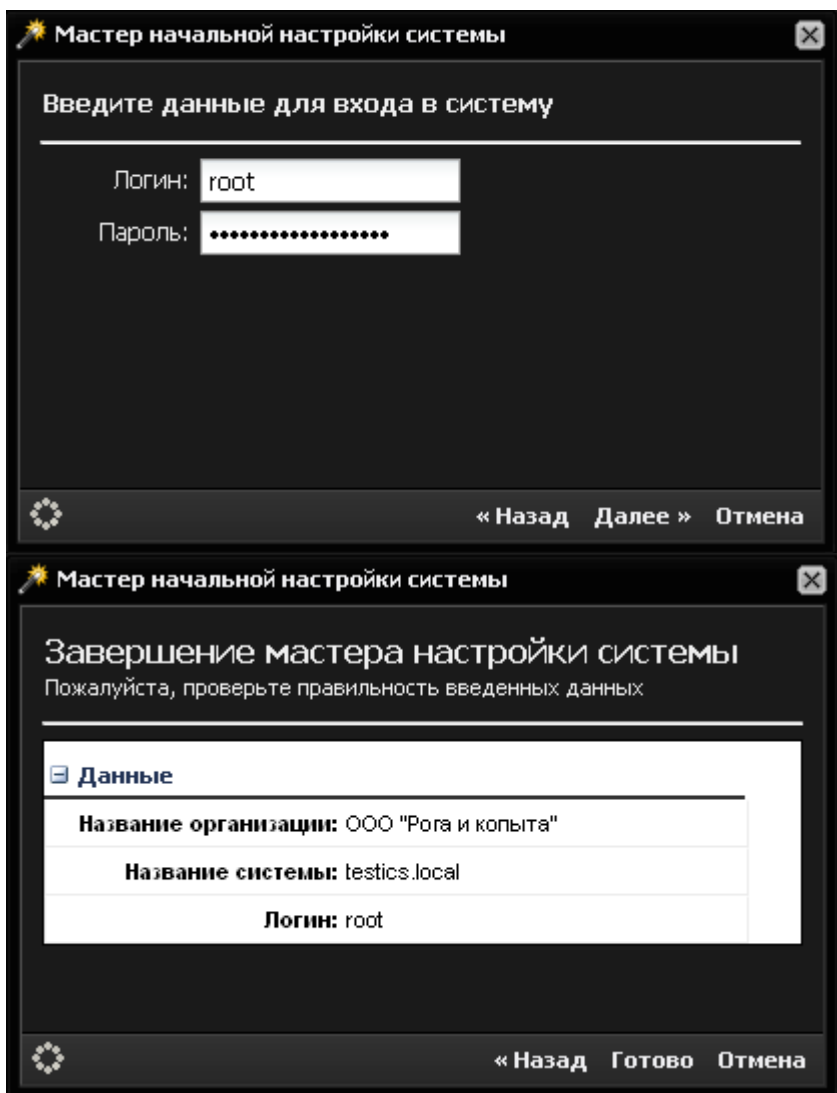 Мастер начальной настройки системы
Введите данные для входа в систему
Логин: root
Пароль: ••••••••••••••••••
« Назад Далее » Отмена
Мастер начальной настройки системы
Завершение мастера настройки системы
Пожалуйста, проверьте правильность введенных данных
Данные
Название организации: ООО "Рога и копыта"
Название системы: testics.local
Логин: root
« Назад Готово Отмена